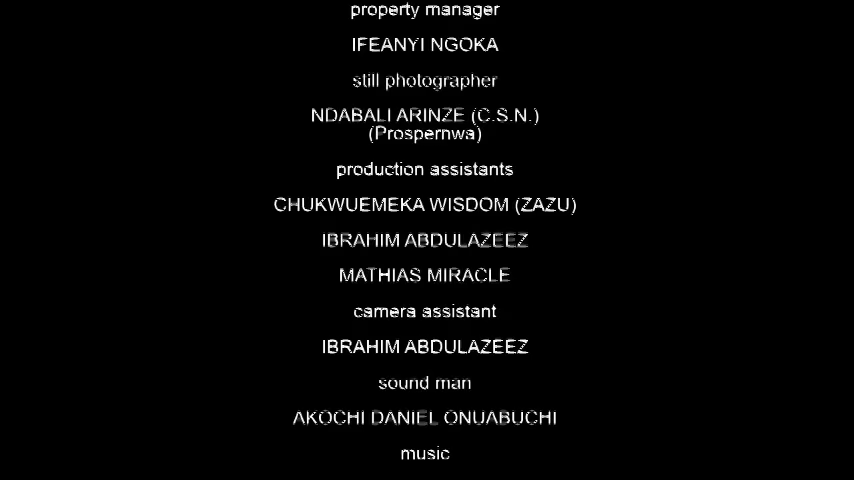 property manager
IFEANYI NGOKA
still photographer
NDABALI ARINZE (C.S.N.)
(Prospernwa)
production assistants
CHUKWUEMEKA WISDOM (ZAZU)
IBRAHIM ABDULAZEEZ
MATHIAS MIRACLE
camera assistant
IBRAHIM ABDULAZEEZ
sound man
AKOCHI DANIEL ONUABUCHI
music